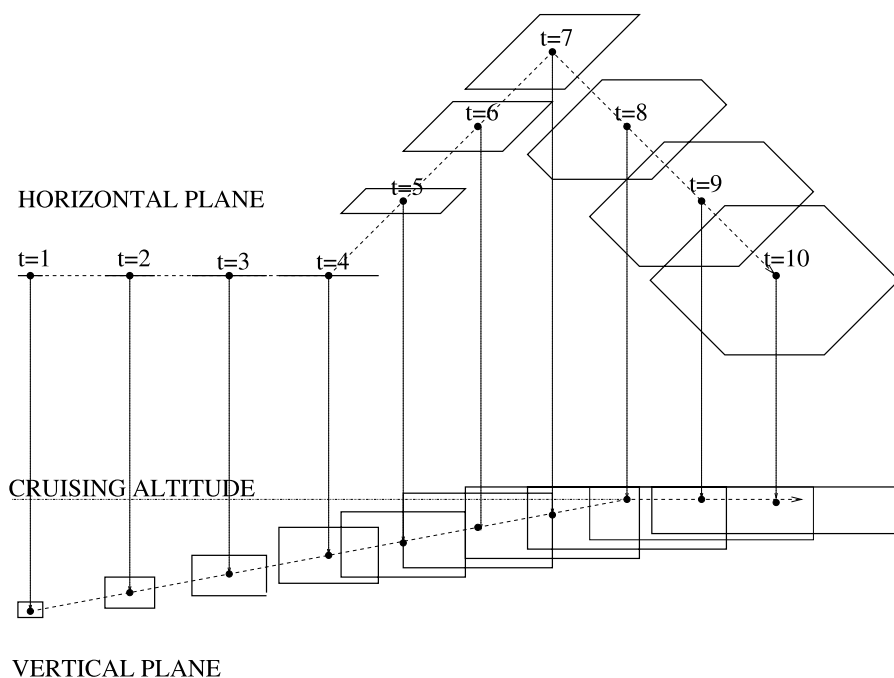 t=7
t=6
t=8
t=5
t=9
HORIZONTAL PLANE
t=1
t=2
t=3
t=4
t=10
CRUISING ALTITUDE
VERTICAL PLANE